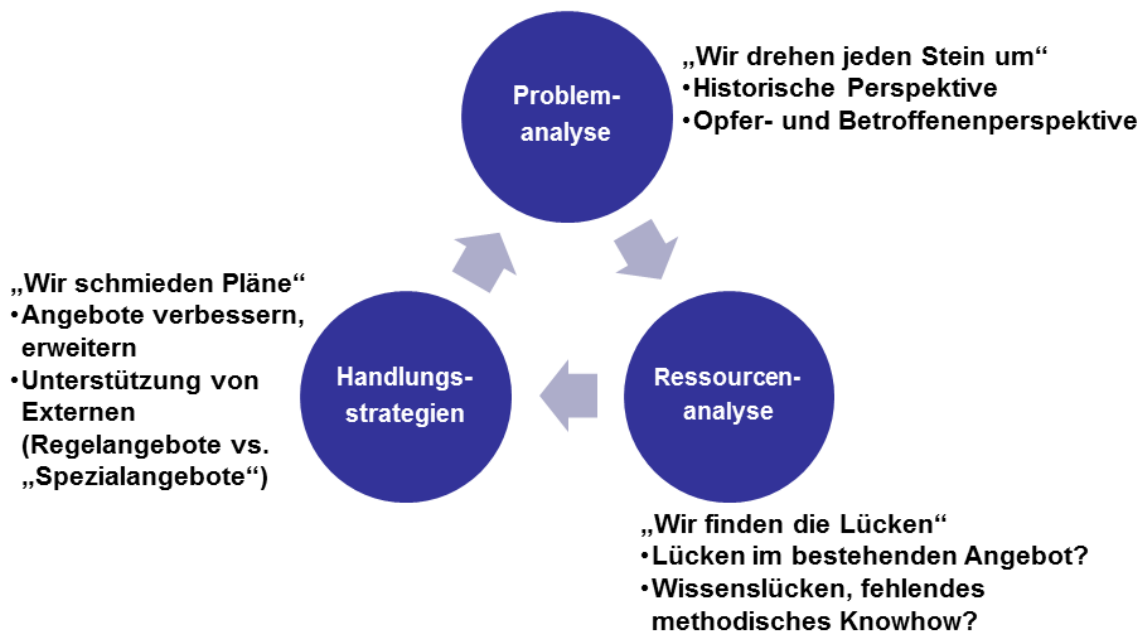 Problem-
analyse
„Wir drehen jeden Stein um“
•Historische Perspektive
•Opfer- und Betroffenenperspektive
„Wir schmieden Pläne“
•Angebote verbessern,
erweitern
•Unterstützung von
Externen
(Regelangebote vs.
„Spezialangebote“)
Handlungs-
strategien
Ressourcen-
analyse
„Wir finden die Lücken“
•Lücken im bestehenden Angebot?
•Wissenslücken, fehlendes
methodisches Knowhow?